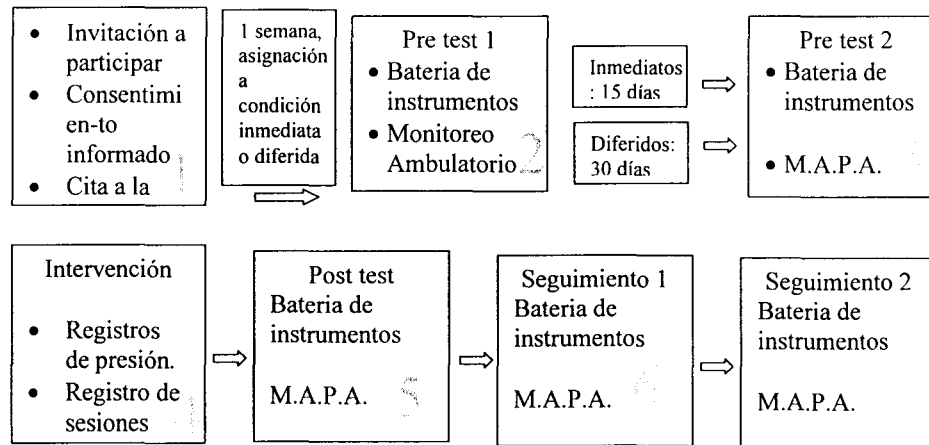 • Invitación a
participar
• Consentimi
en-to
informado
• Cita a la
1 semana,
asignación
a
condición
inmediata
o diferida
Pre test 1
• Bateria de
instrumentos
• Monitoreo
Ambulatorio
2
Inmediatos
: 15 días
Diferidos:
30 días
Pre test 2
• Bateria de
instrumentos
• M.A.P.A.
Intervención
• Registros
de presión.
• Registro de
sesiones
Post test
Bateria de
instrumentos
M.A.P.A.
5
Seguimiento 1
Bateria de
instrumentos
M.A.P.A.
Seguimiento 2
Bateria de
instrumentos
M.A.P.A.